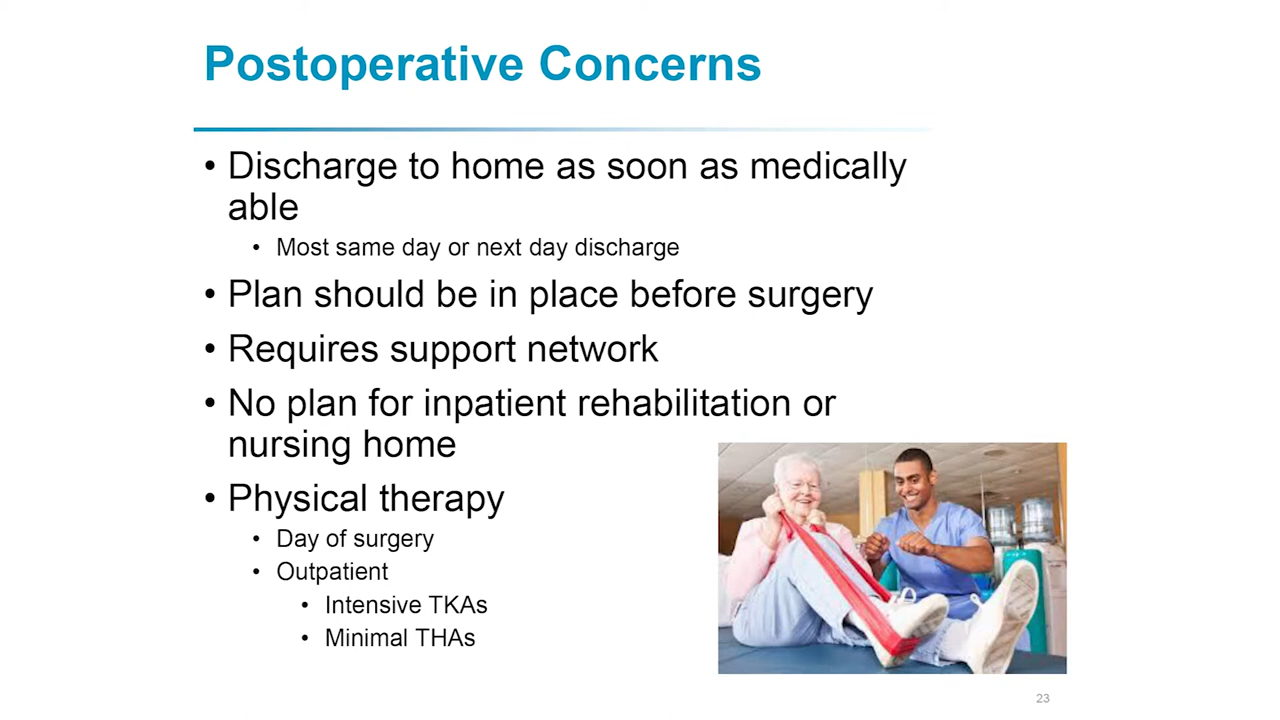 Postoperative Concerns
• Discharge to home as soon as medically
able
• Most same day or next day discharge
• Plan should be in place before surgery
• Requires support network
• No plan for inpatient rehabilitation or
nursing home
• Physical therapy
• Day of surgery
• Outpatient
• Intensive TKAs
• Minimal THAs
23